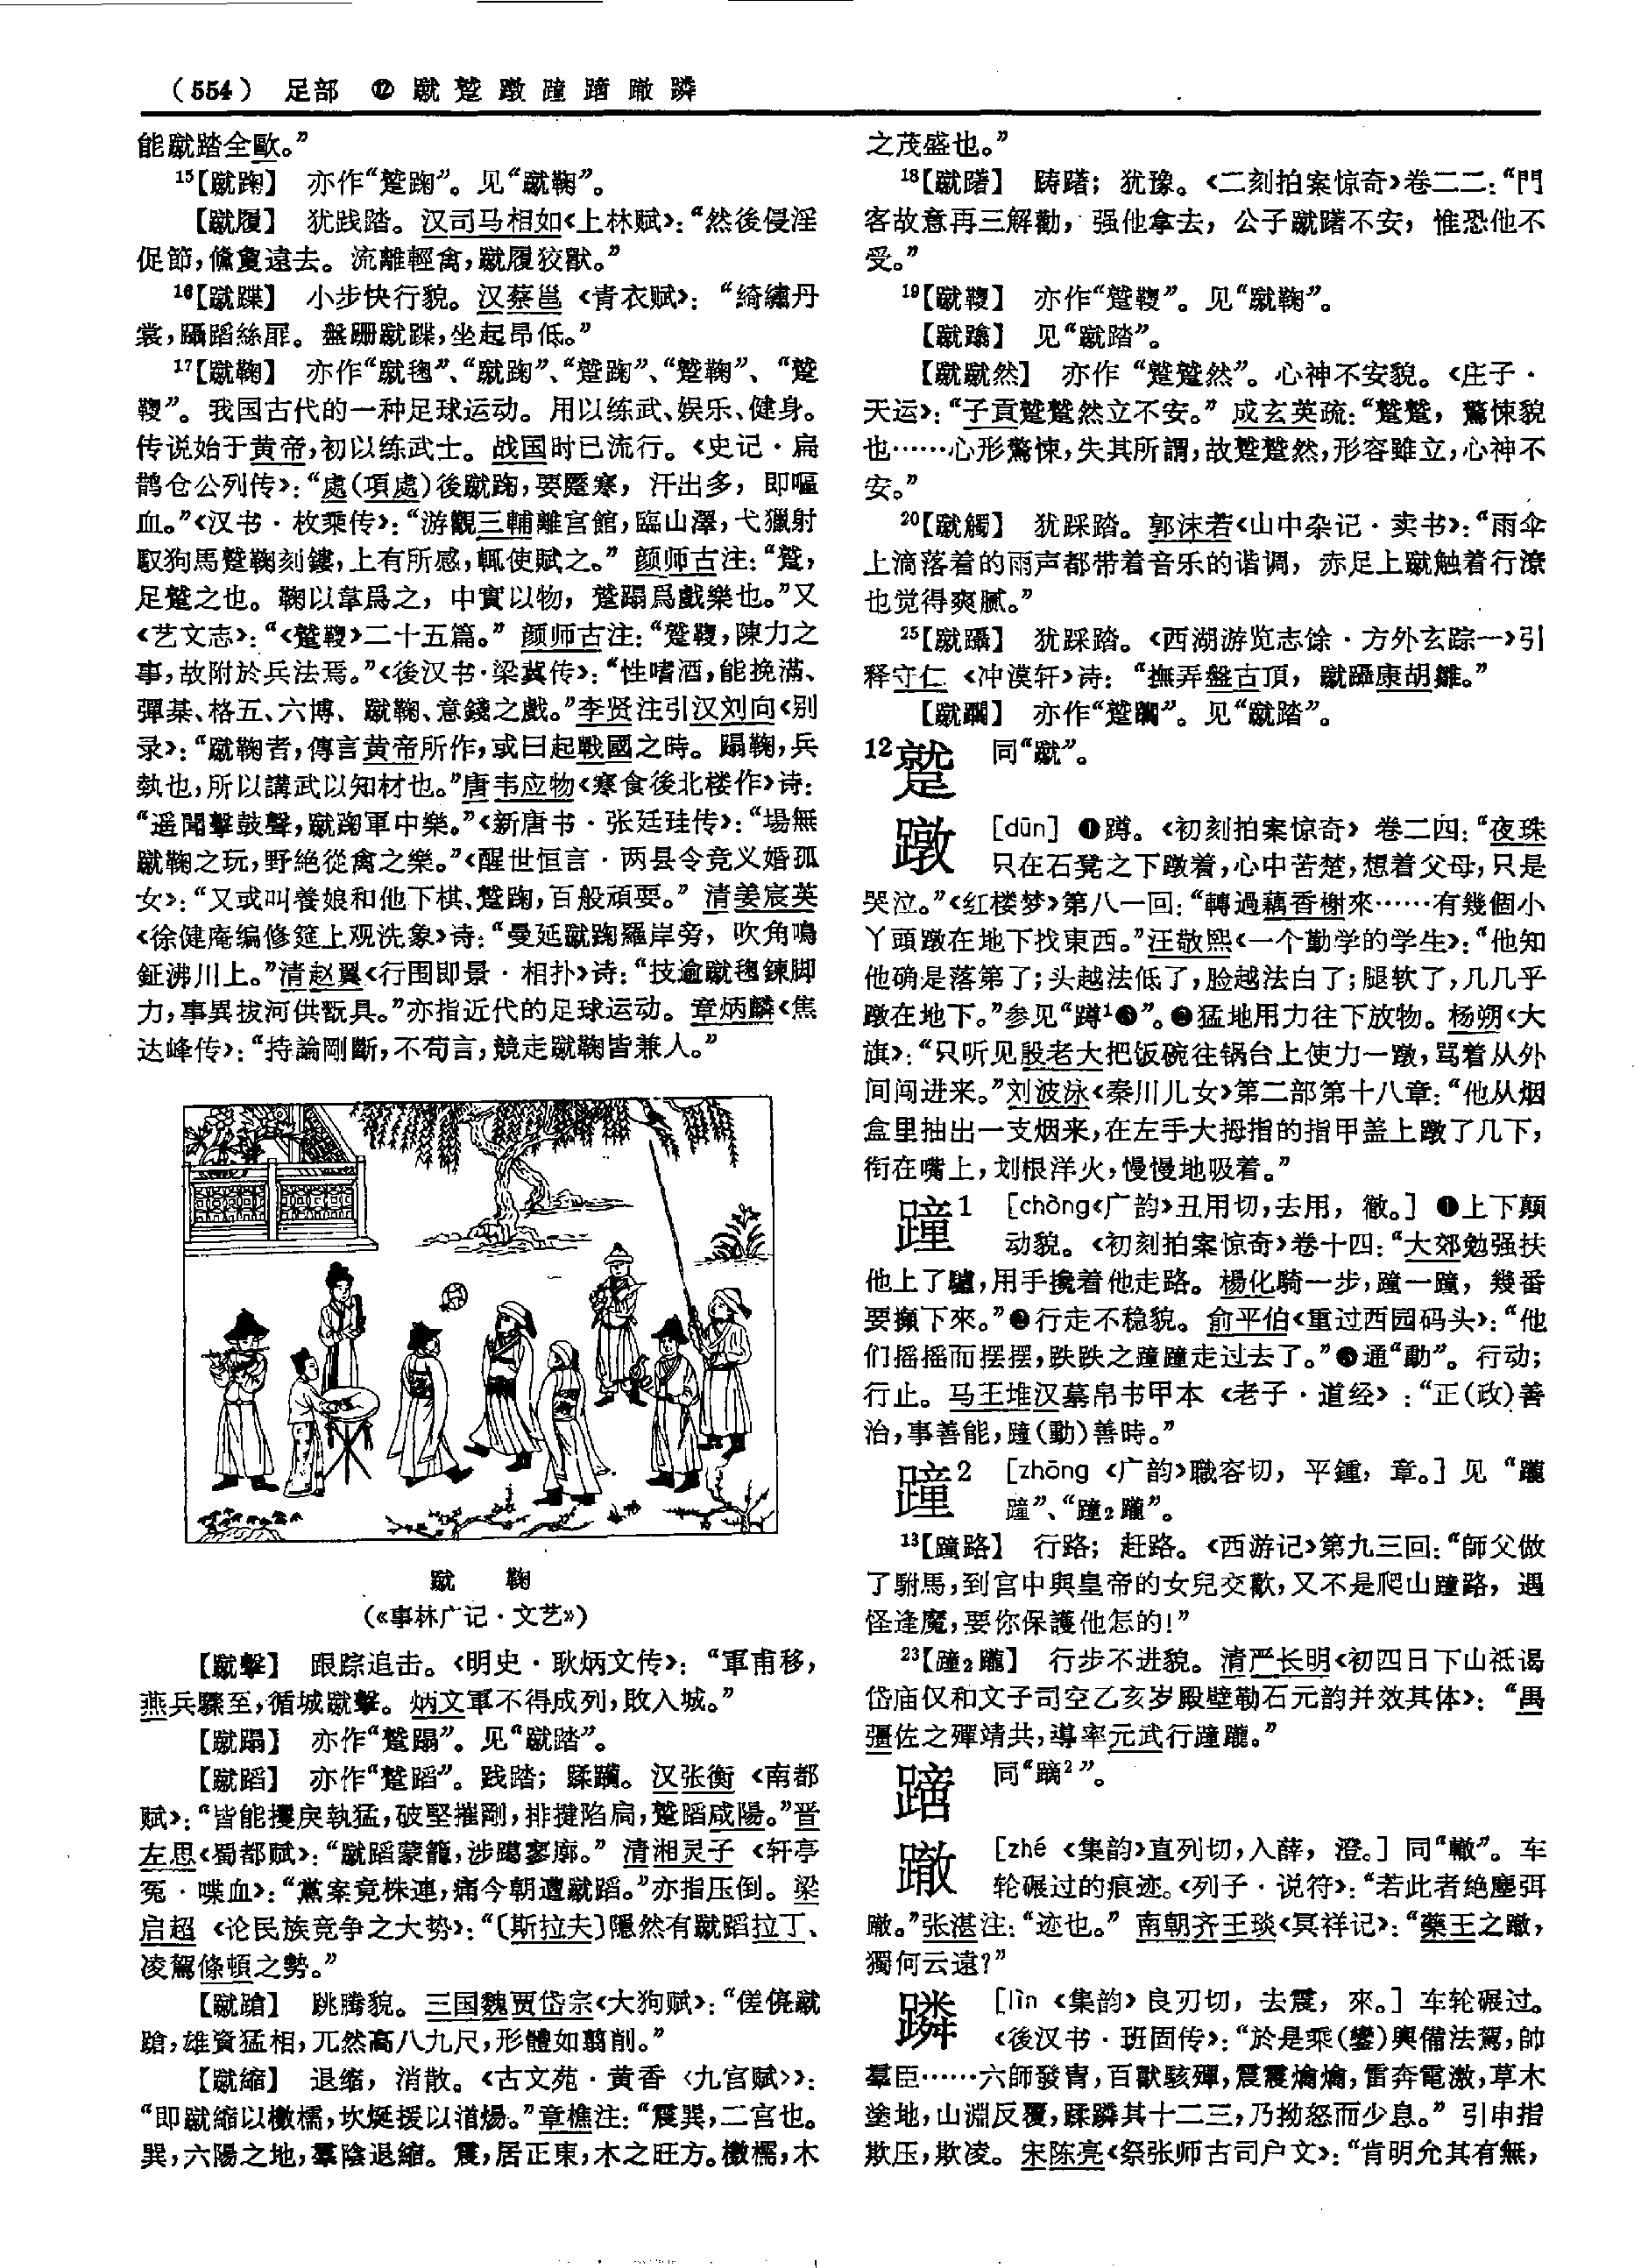 （554） 足部 ⑫ 蹴蹵蹾蹱蹢蹳蹸
能蹴踏全歐。”
15【蹴踘】 亦作“蹵踘”。见“蹴鞠”。
【蹴履】 犹践踏。汉司马相如《上林赋》：“然後侵淫
促節，儵敻遠去。流離輕禽，蹴履狡獸。”
16【蹴蹀】 小步快行貌。汉蔡邕《青衣赋》：“綺繡丹
裳，躡蹈絲扉。盤跚蹴蹀，坐起昂低。”
17【蹴鞠】 亦作“蹴毱”、“蹴踘”、“蹵踘”、“蹵鞠”、“蹵
鞭”。我国古代的一种足球运动。用以练武、娱乐、健身。
传说始于黄帝，初以练武士。战国时已流行。《史记·扁
鹊仓公列传》：“處（項處）後蹴踘，要蹷寒，汗出多，即嘔
血。”《汉书·枚乘传》：“游觀三輔離宮館，臨山澤，弋獵射
馭狗馬蹵鞠刻鏤，上有所感，輒使賦之。”颜师古注：“蹵，
足蹵之也。鞠以韋爲之，中實以物，蹵蹋爲戲樂也。”又
《艺文志》：“《蹵鞠》二十五篇。”颜师古注：“蹵鞠，陳力之
事，故附於兵法焉。”《後汉书·梁冀传》：“性嗜酒，能挽滿、
彈棊、格五、六博、蹴鞠、意錢之戲。”李贤注引汉刘向《别
录》：“蹴鞠者，傳言黄帝所作，或曰起戰國之時。蹋鞠，兵
埶也，所以講武以知材也。”唐韦应物《寒食後北楼作》诗：
“遥聞擊鼓聲，蹴踘軍中樂。”《新唐书·张廷珪传》：“場無
蹴鞠之玩，野絶從禽之樂。”《醒世恒言·两县令竞义婚孤
女》：“又或叫養娘和他下棋、蹵踘，百般頑耍。”清姜宸英
《徐健庵编修筵上观洗象》诗：“曼延蹴踘羅岸旁，吹角鳴
鉦沸川上。”清赵翼《行围即景·相扑》诗：“技逾蹴毱鍊脚
力，事異拔河供翫具。”亦指近代的足球运动。章炳麟《焦
达峰传》：“持論剛斷，不苟言，競走蹴鞠皆兼人。”
蹴 鞠
（《事林广记·文艺》）
【蹴擊】 跟踪追击。《明史·耿炳文传》：“軍甫移，
燕兵驟至，循城蹴擊。炳文軍不得成列，敗入城。”
【蹴蹋】 亦作“蹵蹋”。见“蹴踏”。
【蹴蹈】 亦作“蹵蹈”。践踏；蹂躪。汉张衡《南都
赋》：“皆能攫戾執猛，破堅摧剛，排揵陷扃，蹵蹈咸陽。”晋
左思《蜀都赋》：“蹴蹈蒙籠，涉躐寥廓。”清湘灵子《轩亭
冤·喋血》：“黨案竟株連，痛今朝遭蹴蹈。”亦指压倒。梁
启超《论民族竞争之大势》：“〔斯拉夫〕隱然有蹴蹈拉丁、
凌駕條頓之勢。”
【蹴蹌】 跳腾貌。三国魏贾岱宗《大狗赋》：“傞僥蹴
蹌，雄資猛相，兀然高八九尺，形體如翦削。”
【蹴縮】 退缩，消散。《古文苑·黄香〈九宫赋〉》：
“即蹴縮以橄檽，坎㷌援以湝煬。”章樵注：“震巽，二宮也。
巽，六陽之地，羣陰退縮。震，居正東，木之旺方。橄檽，木
之茂盛也。”
18【蹴躇】 踌躇；犹豫。《二刻拍案惊奇》卷二二：“門
客故意再三解勸，强他拿去，公子蹴躇不安，惟恐他不
受。”
19【蹴鞭】 亦作“蹵鞭”。见“蹴鞠”。
【蹴蹹】 见“蹴踏”。
【蹴蹴然】 亦作“蹵蹵然”。心神不安貌。《庄子·
天运》：“子貢蹵蹵然立不安。”成玄英疏：“蹵蹵，驚悚貌
也……心形驚悚，失其所謂，故蹵蹵然，形容雖立，心神不
安。”
20【蹴觸】 犹踩踏。郭沫若《山中杂记·卖书》：“雨伞
上滴落着的雨声都带着音乐的谐调，赤足上蹴触着行潦
也觉得爽腻。”
25【蹴躡】 犹踩踏。《西湖游览志馀·方外玄踪一》引
释守仁《冲漠轩》诗：“撫弄盤古頂，蹴躡康胡雛。”
【蹴躢】 亦作“蹵躢”。见“蹴踏”。
12蹵 同“蹴”。
蹾 [dūn] ❶蹲。《初刻拍案惊奇》卷二四：“夜珠
只在石凳之下蹾着，心中苦楚，想着父母，只是
哭泣。”《红楼梦》第八一回：“轉過藕香榭來……有幾個小
丫頭蹾在地下找東西。”汪敬熙《一个勤学的学生》：“他知
他确是落第了；头越法低了，脸越法白了；腿软了，几几乎
蹾在地下。”参见“蹲1❸”。❷猛地用力往下放物。杨朔《大
旗》：“只听见殷老大把饭碗往锅台上使力一蹾，骂着从外
间闯进来。”刘波泳《秦川儿女》第二部第十八章：“他从烟
盒里抽出一支烟来，在左手大拇指的指甲盖上蹾了几下，
衔在嘴上，划根洋火，慢慢地吸着。”
蹱1 [chòng《广韵》丑用切，去用，徹。] ❶上下颠
动貌。《初刻拍案惊奇》卷十四：“大郊勉强扶
他上了驢，用手攙着他走路。楊化騎一步，蹱一蹱，幾番
要攧下來。”❷行走不稳貌。俞平伯《重过西园码头》：“他
们摇摇而摆摆，跌跌之蹱蹱走过去了。”❸通“動”。行动；
行止。马王堆汉墓帛书甲本《老子·道经》：“正（政）善
治，事善能，蹱（動）善時。”
蹱2 [zhōng《广韵》職容切，平鍾，章。] 见“躘
蹱”、“蹱2躘”。
13【蹱路】 行路；赶路。《西游记》第九三回：“師父做
了駙馬，到宫中與皇帝的女兒交歡，又不是爬山蹱路，遇
怪逢魔，要你保護他怎的！”
23【蹱2躘】 行步不进貌。清严长明《初四日下山祗谒
岱庙仅和文子司空乙亥岁殿壁勒石元韵并效其体》：“禺
彊佐之殫靖共，導率元武行蹱躘。”
同“蹢2”。
[zhé《集韵》直列切，入薛，澄。] 同“轍”。车
轮碾过的痕迹。《列子·说符》：“若此者絶塵弭
𨅊。”张湛注：“迹也。”南朝齐王琰《冥祥记》：“藥王之𨅊，
獨何云遠？”
蹸 [lìn《集韵》良刃切，去震，來。] 车轮碾过。
《後汉书·班固传》：“於是乘（鑾）輿備法駕，帥
羣臣……六師發胄，百獸駭殫，震震爚爚，雷奔電激，草木
塗地，山淵反覆，蹂蹸其十二三，乃拗怒而少息。”引申指
欺压，欺凌。宋陈亮《祭张师古司户文》：“肯明允其有無，